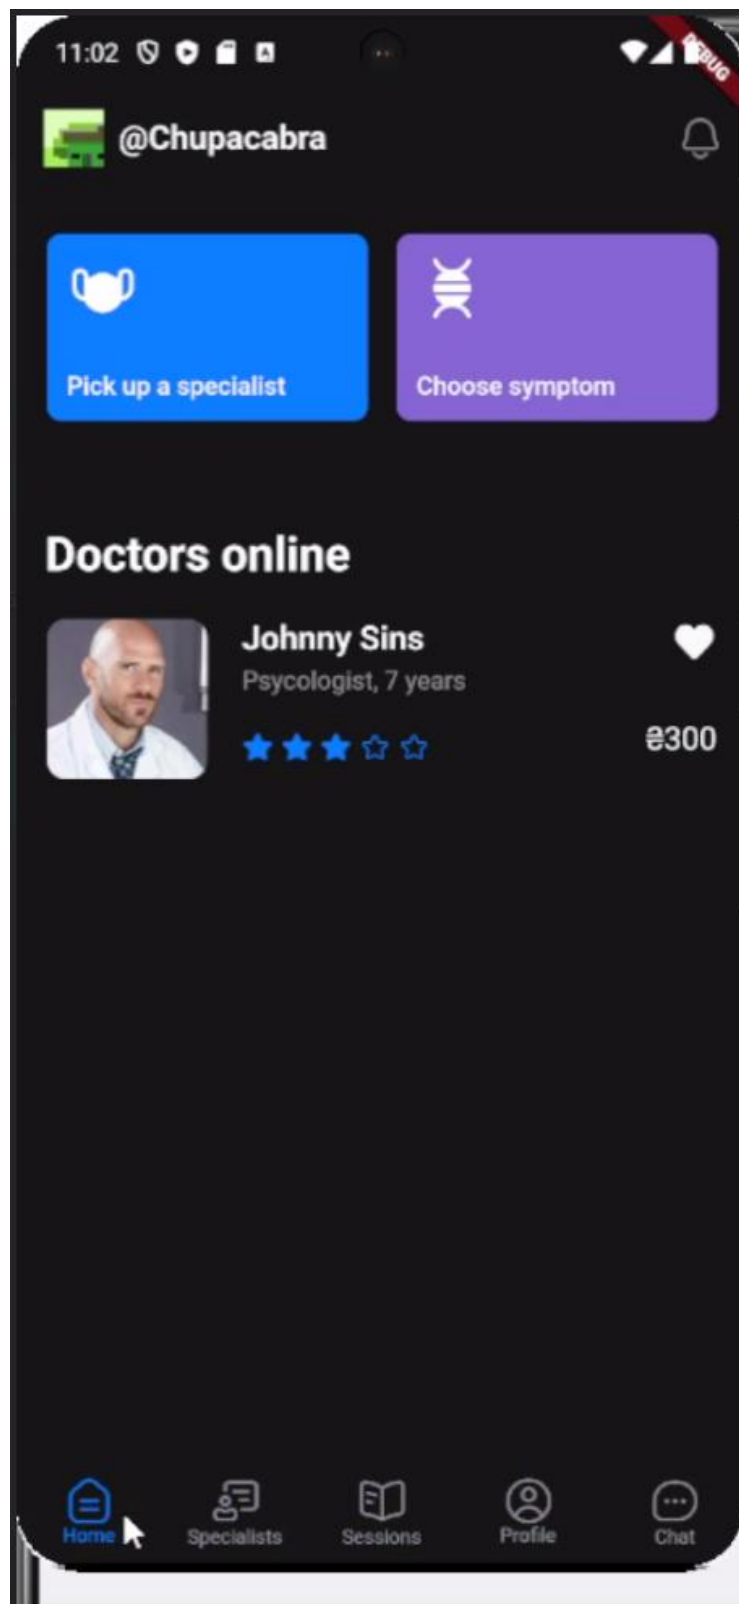 11:02
DEBUG
@Chupacabra
Pick up a specialist
Choose symptom
Doctors online
Johnny Sins
Psycologist, 7 years
₴300
Home
Specialists
Sessions
Profile
Chat